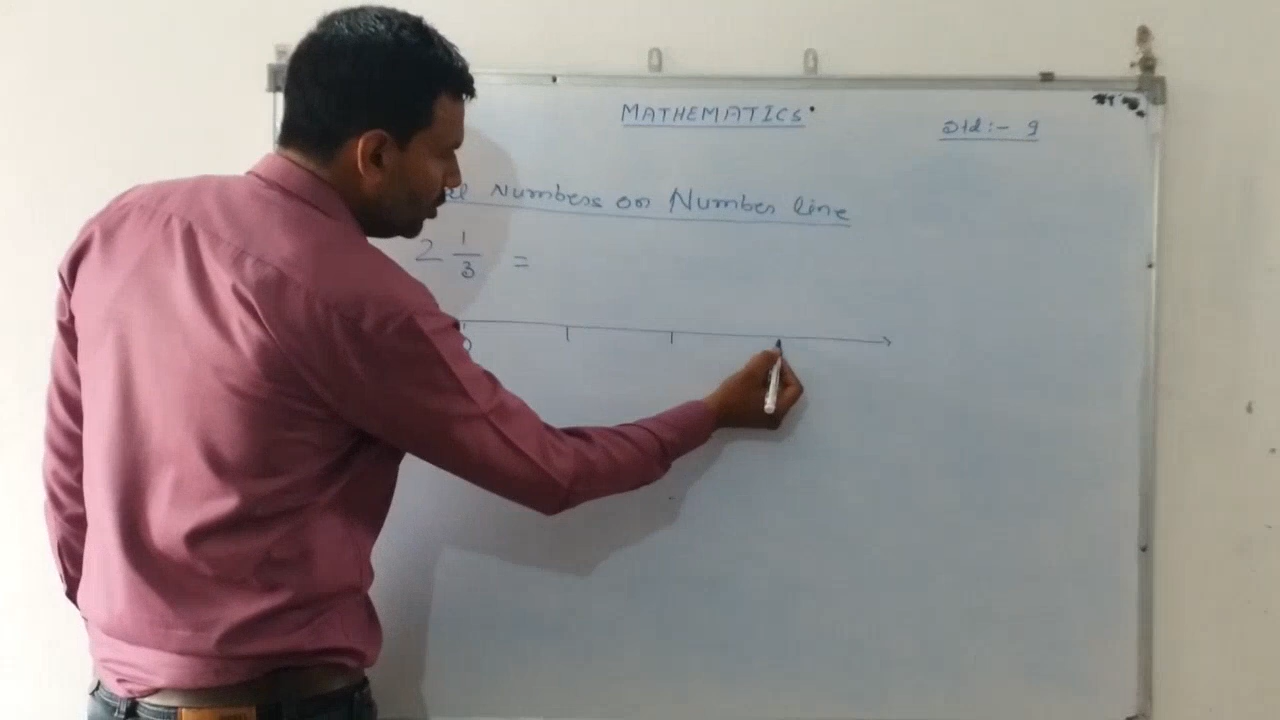 MATHEMATICS
Std:- 9
Numbers on Number line
2 1/3 =
0